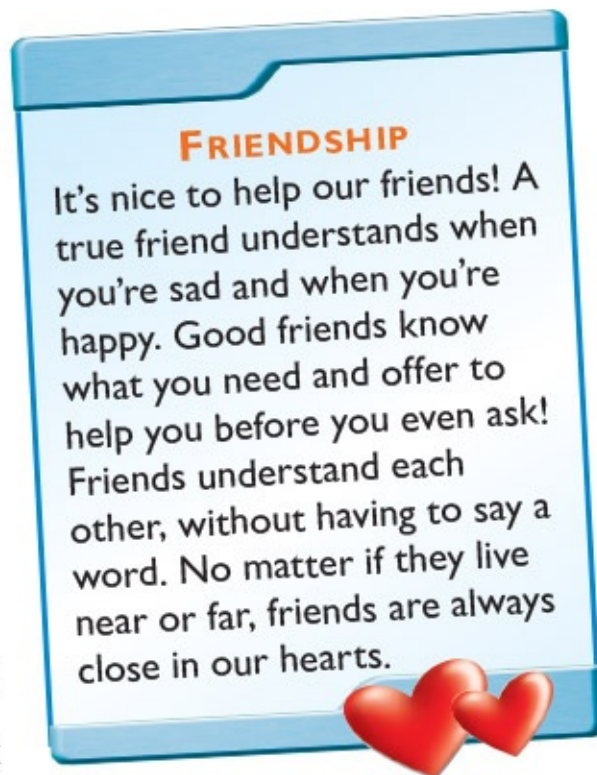 FRIENDSHIP
It's nice to help our friends! A
true friend understands when
you're sad and when you're
happy. Good friends know
what you need and offer to
help you before you even ask!
Friends understand each
other, without having to say a
word. No matter if they live
near or far, friends are always
close in our hearts.